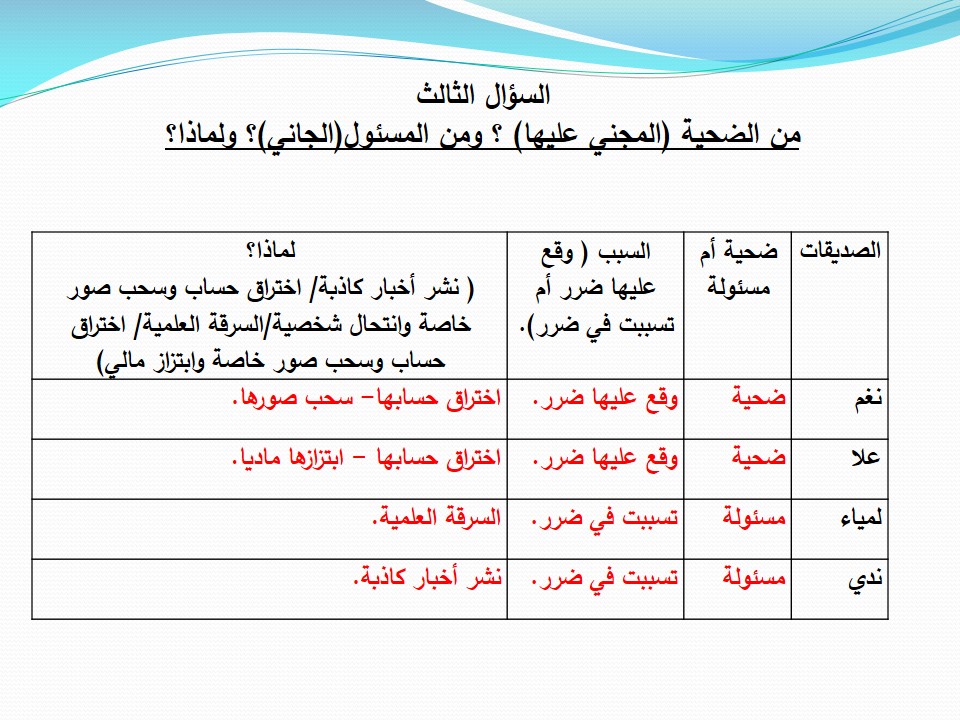 السؤال الثالث
من الضحية (المجني عليها) ؟ ومن المسئول(الجاني)؟ ولماذا؟
الصديقات
ضحية أم
مسئولة
السبب ( وقع
عليها ضرر أم
تسببت في ضرر).
لماذا؟
( نشر أخبار كاذبة/ اختراق حساب وسحب صور
خاصة وانتحال شخصية/السرقة العلمية/ اختراق
حساب وسحب صور خاصة وابتزاز مالي)
نغم ضحية وقع عليها ضرر. اختراق حسابها- سحب صورها.
علا ضحية وقع عليها ضرر. اختراق حسابها - ابتزازها ماديا.
لمياء مسئولة تسببت في ضرر. السرقة العلمية.
ندي مسئولة تسببت في ضرر. نشر أخبار كاذبة.